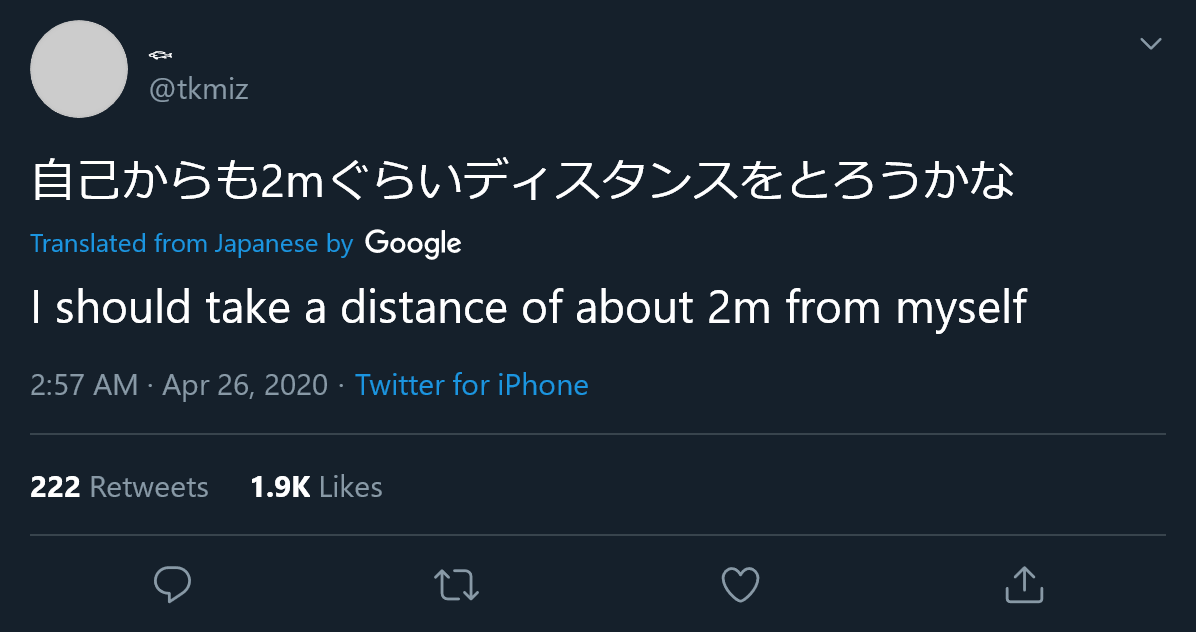 𓆟
@tkmiz
自己からも2mぐらいディスタンスをとろうかな
Translated from Japanese by Google
I should take a distance of about 2m from myself
2:57 AM · Apr 26, 2020 · Twitter for iPhone
222 Retweets 1.9K Likes